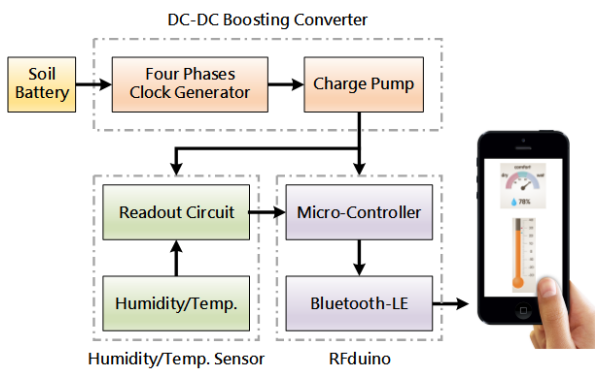 DC-DC Boosting Converter
Soil
Battery
Four Phases
Clock Generator
Charge Pump
Readout Circuit
Micro-Controller
Humidity/Temp.
Bluetooth-LE
Humidity/Temp. Sensor
RFduino
comfort
dry
wet
78%